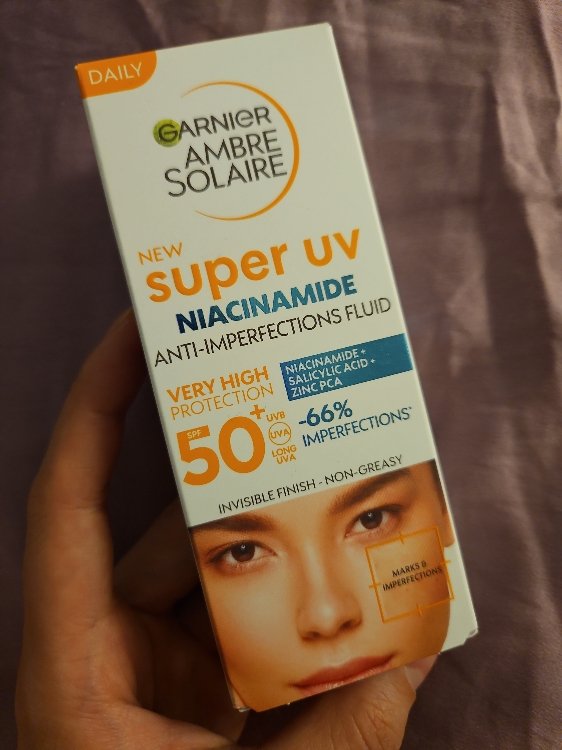 DAILY
GARNIER
AMBRE
SOLAIRE
NEW
super uv
NIACINAMIDE
ANTI-IMPERFECTIONS FLUID
VERY HIGH
PROTECTION
SPF
50+
UVB
UVA
LONG
UVA
NIACINAMIDE +
SALICYLIC ACID +
ZINC PCA
-66%
IMPERFECTIONS*
INVISIBLE FINISH - NON-GREASY
MARKS &
IMPERFECTIONS